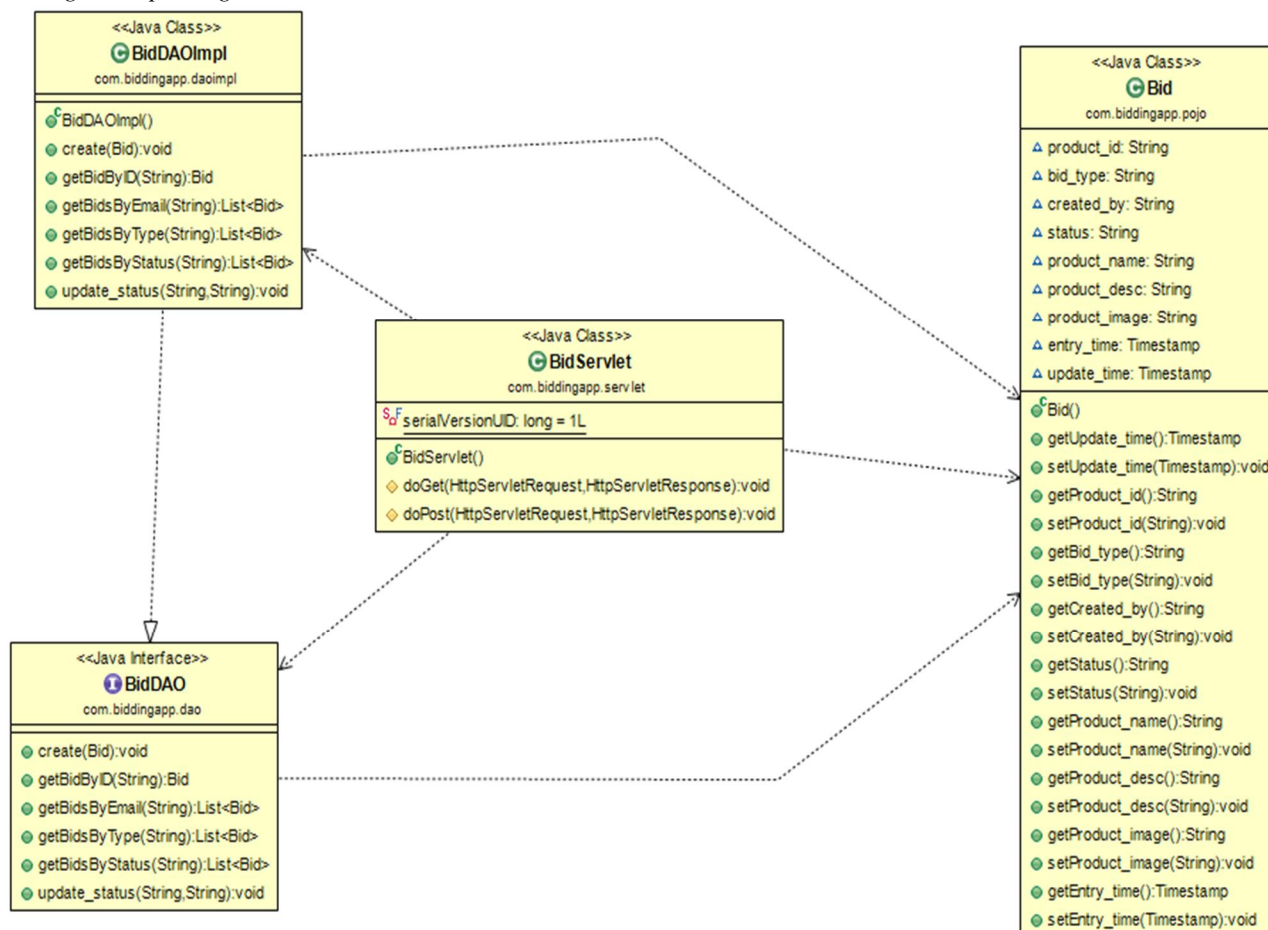 <<Java Class>>
BidDAOImpl
com.biddingapp.daoimpl
BidDAOImpl()
create(Bid):void
getBidByID(String):Bid
getBidsByEmail(String):List<Bid>
getBidsByType(String):List<Bid>
getBidsByStatus(String):List<Bid>
update_status(String,String):void
<<Java Class>>
BidServlet
com.biddingapp.servlet
serialVersionUID: long = 1L
BidServlet()
doGet(HttpServletRequest,HttpServletResponse):void
doPost(HttpServletRequest,HttpServletResponse):void
<<Java Interface>>
BidDAO
com.biddingapp.dao
create(Bid):void
getBidByID(String):Bid
getBidsByEmail(String):List<Bid>
getBidsByType(String):List<Bid>
getBidsByStatus(String):List<Bid>
update_status(String,String):void
<<Java Class>>
Bid
com.biddingapp.pojo
product_id: String
bid_type: String
created_by: String
status: String
product_name: String
product_desc: String
product_image: String
entry_time: Timestamp
update_time: Timestamp
Bid()
getUpdate_time():Timestamp
setUpdate_time(Timestamp):void
getProduct_id():String
setProduct_id(String):void
getBid_type():String
setBid_type(String):void
getCreated_by():String
setCreated_by(String):void
getStatus():String
setStatus(String):void
getProduct_name():String
setProduct_name(String):void
getProduct_desc():String
setProduct_desc(String):void
getProduct_image():String
setProduct_image(String):void
getEntry_time():Timestamp
setEntry_time(Timestamp):void